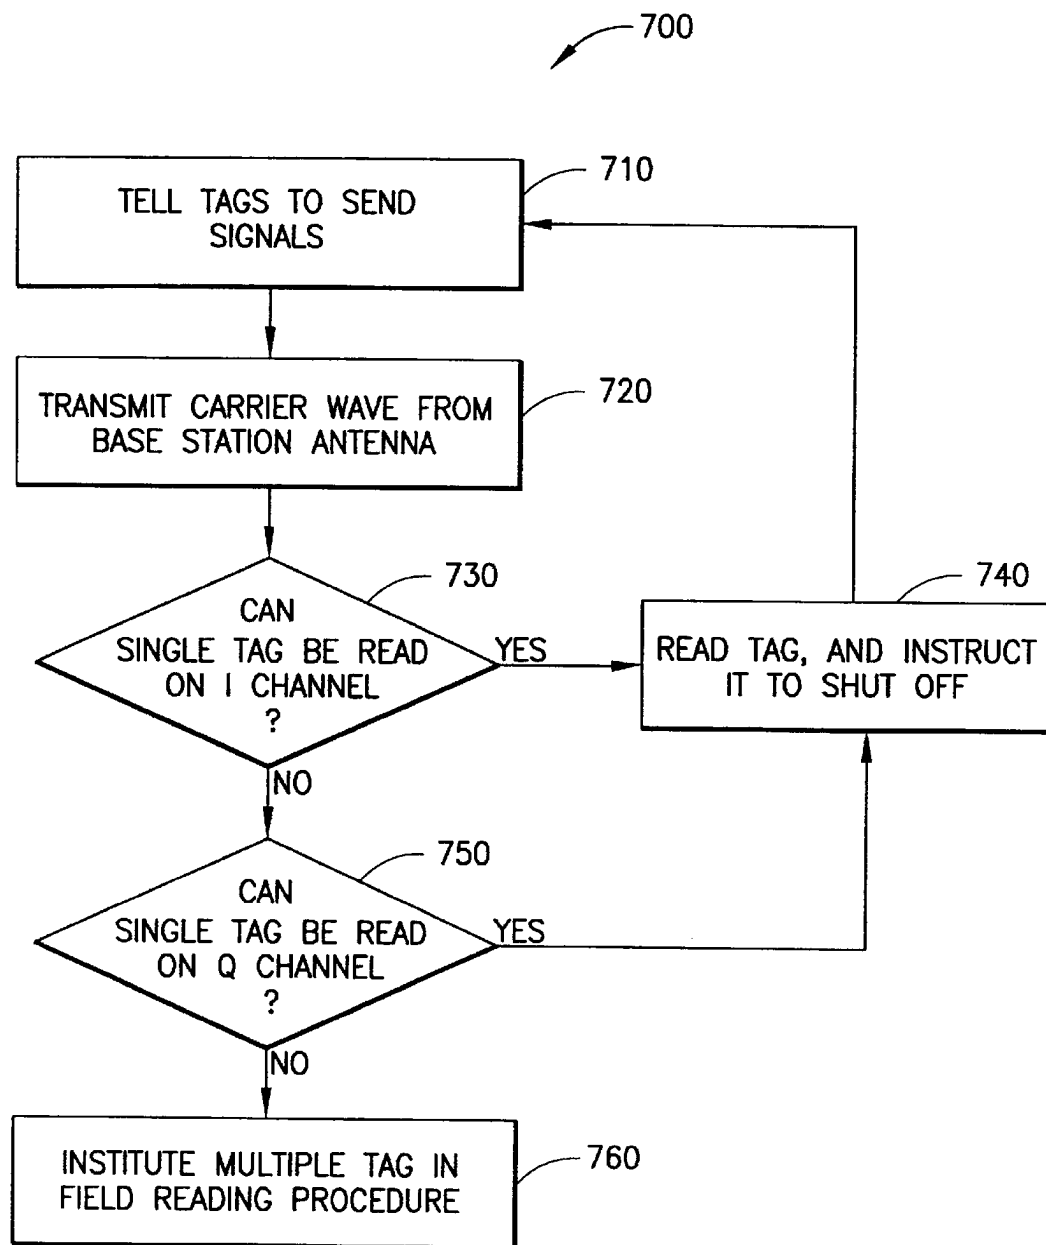 700
710
TELL TAGS TO SEND
SIGNALS
720
TRANSMIT CARRIER WAVE FROM
BASE STATION ANTENNA
730
CAN
SINGLE TAG BE READ
ON I CHANNEL
?
YES
740
READ TAG, AND INSTRUCT
IT TO SHUT OFF
NO
750
CAN
SINGLE TAG BE READ
ON Q CHANNEL
?
YES
NO
760
INSTITUTE MULTIPLE TAG IN
FIELD READING PROCEDURE